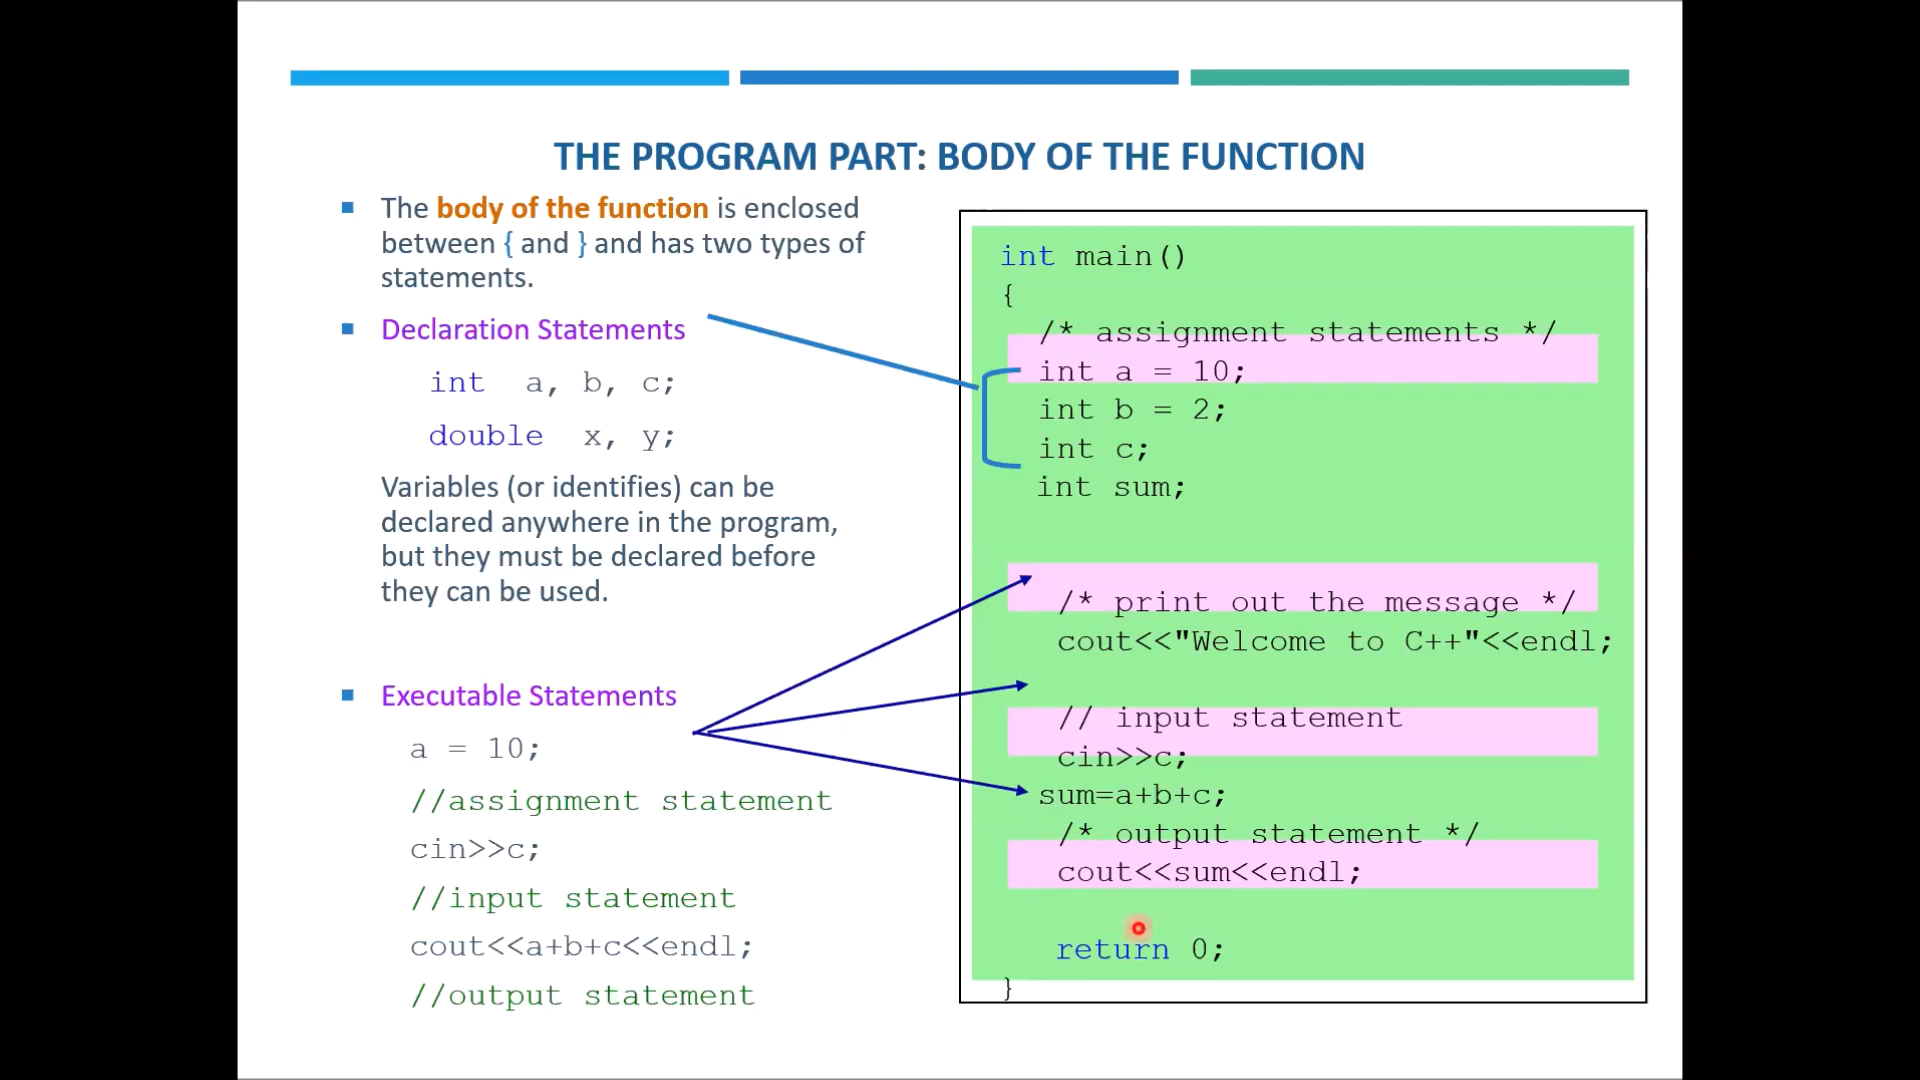 THE PROGRAM PART: BODY OF THE FUNCTION
The body of the function is enclosed
between { and } and has two types of
statements.
Declaration Statements
int a, b, c;
double x, y;
Variables (or identifies) can be
declared anywhere in the program,
but they must be declared before
they can be used.
Executable Statements
a = 10;
//assignment statement
cin>>c;
//input statement
cout<<a+b+c<<endl;
//output statement
int main()
{
/* assignment statements */
int a = 10;
int b = 2;
int c;
int sum;
/* print out the message */
cout<<"Welcome to C++"<<endl;
// input statement
cin>>c;
sum=a+b+c;
/* output statement */
cout<<sum<<endl;
return 0;
}